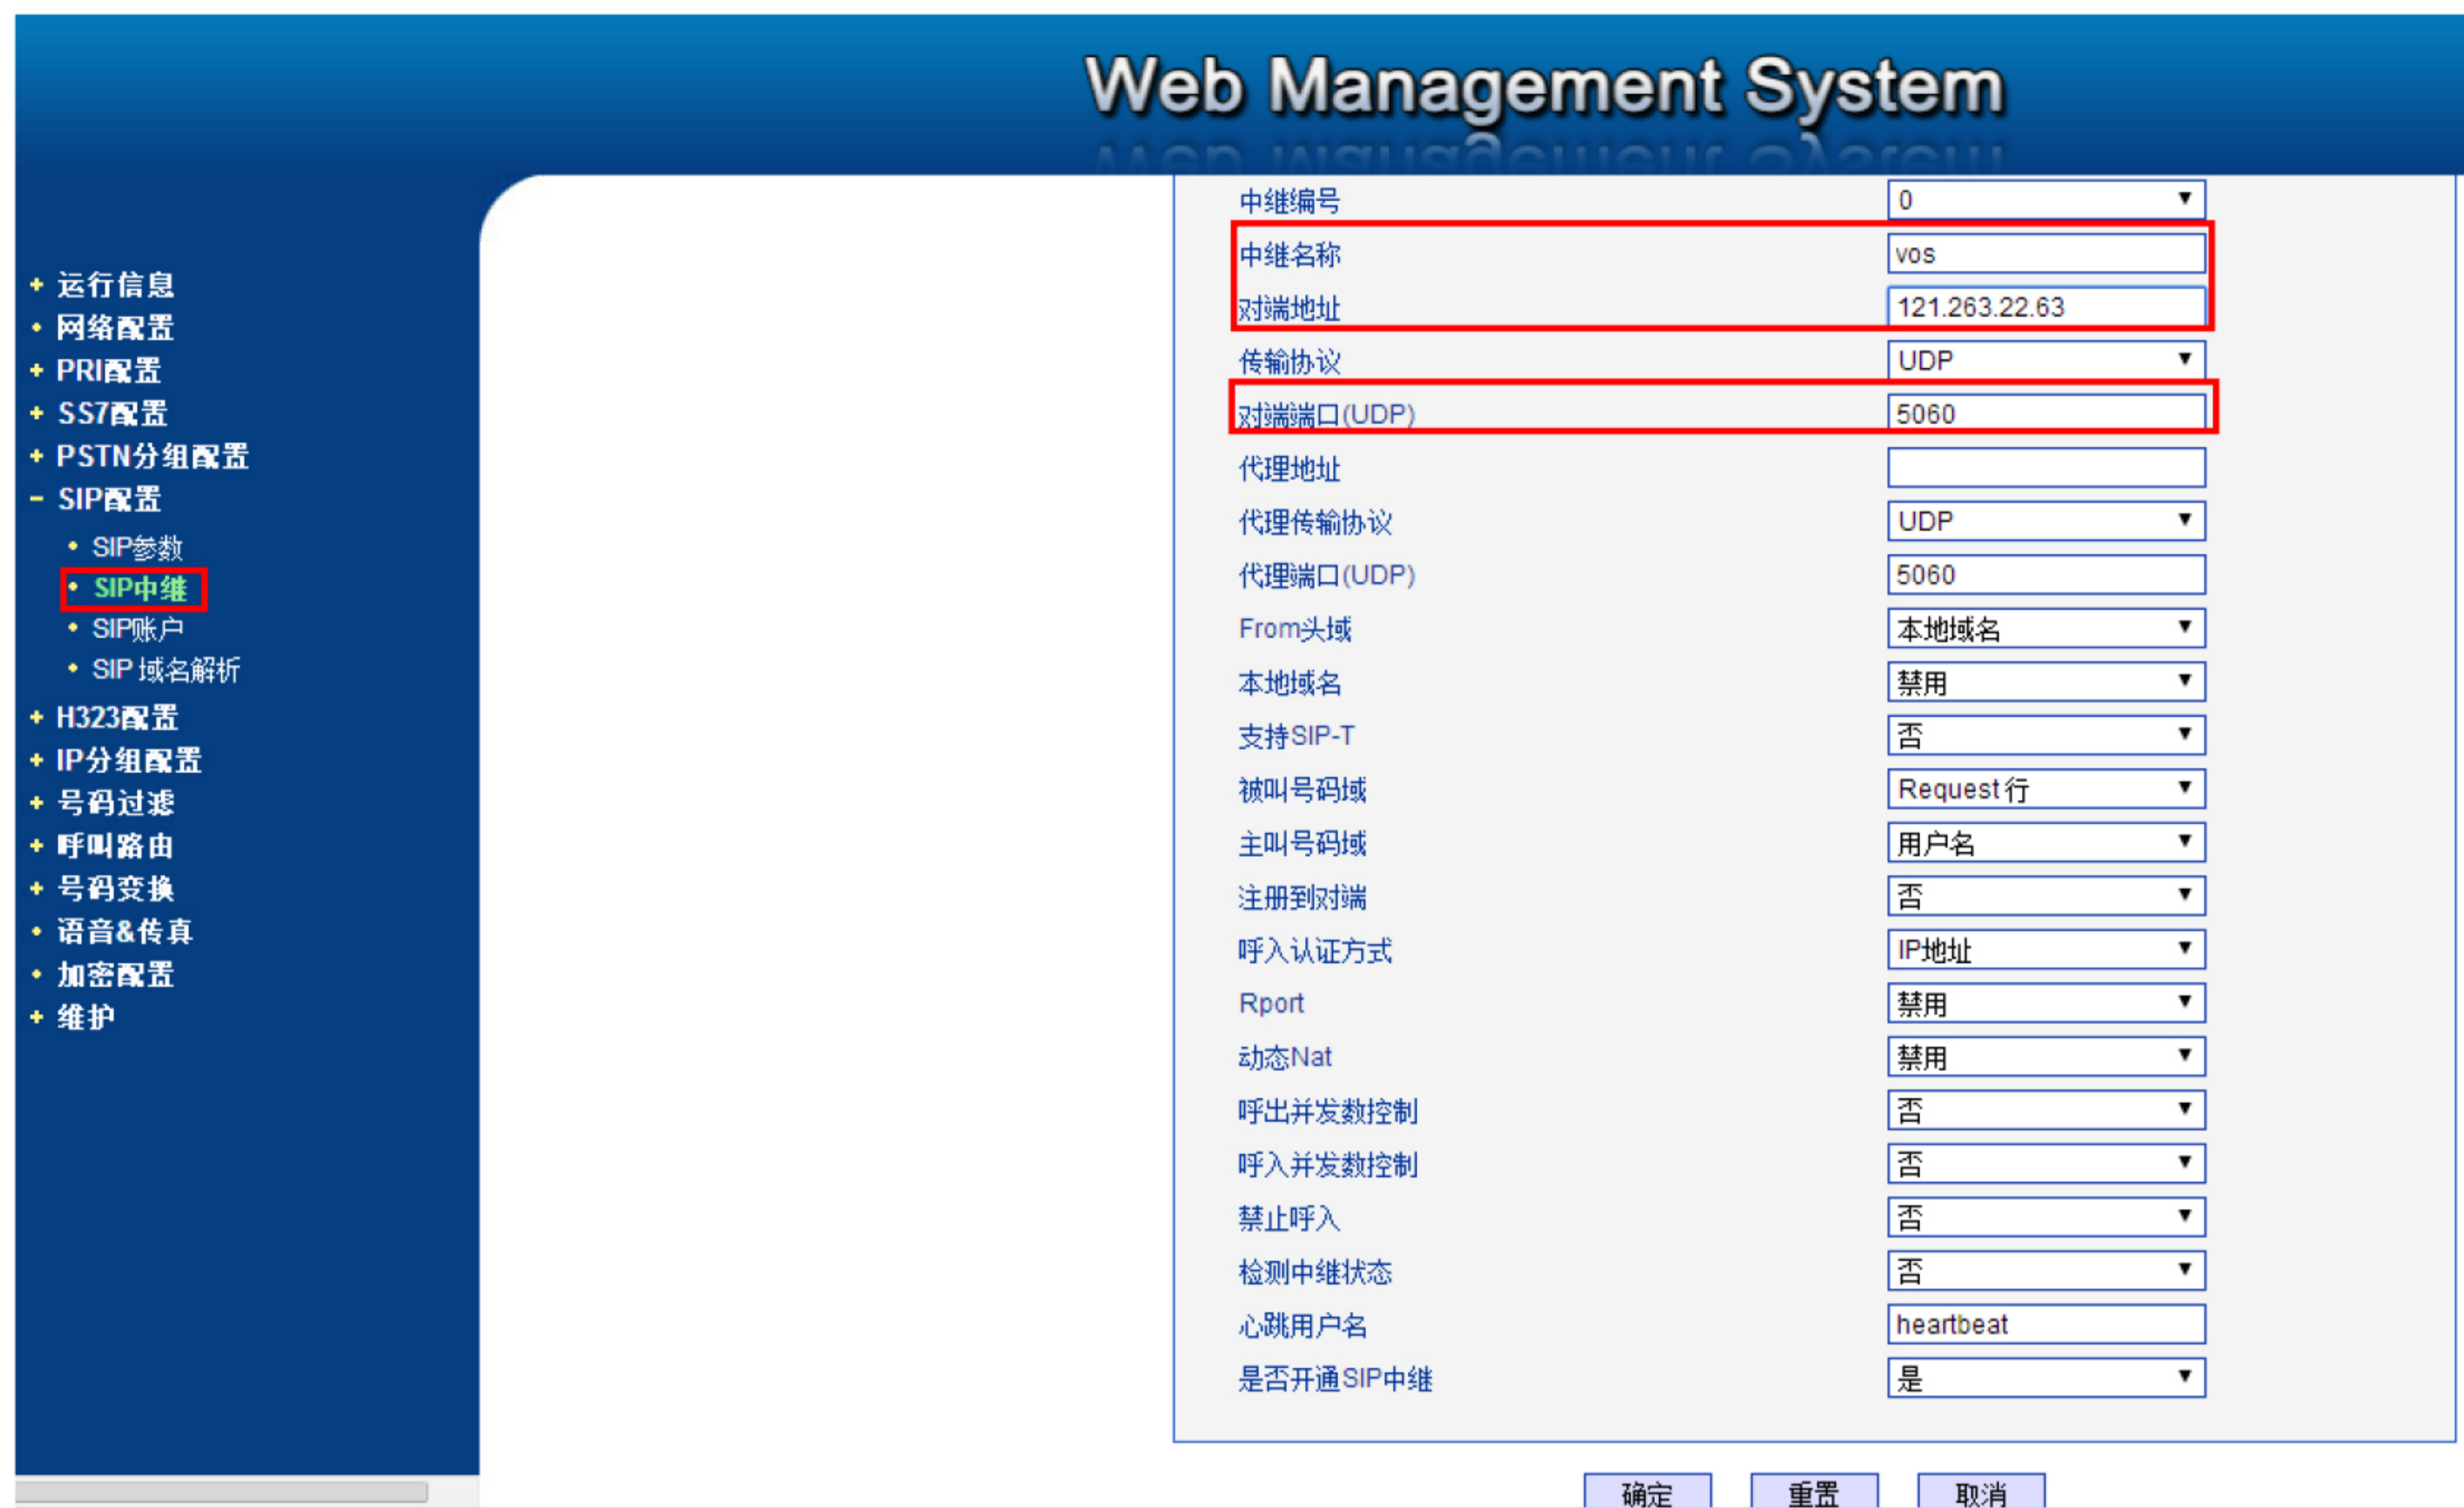 Web Management System
+ 运行信息
• 网络配置
+ PRI配置
+ SS7配置
+ PSTN分组配置
- SIP配置
• SIP参数
• SIP中继
• SIP账户
• SIP 域名解析
+ H323配置
+ IP分组配置
+ 号码过滤
+ 呼叫路由
+ 号码变换
• 语音&传真
• 加密配置
+ 维护
中继编号 0
中继名称 vos
对端地址 121.263.22.63
传输协议 UDP
对端端口(UDP) 5060
代理地址
代理传输协议 UDP
代理端口(UDP) 5060
From头域 本地域名
本地域名 禁用
支持SIP-T 否
被叫号码域 Request 行
主叫号码域 用户名
注册到对端 否
呼入认证方式 IP地址
Rport 禁用
动态Nat 禁用
呼出并发数控制 否
呼入并发数控制 否
禁止呼入 否
检测中继状态 否
心跳用户名 heartbeat
是否开通SIP中继 是
确定 重置 取消